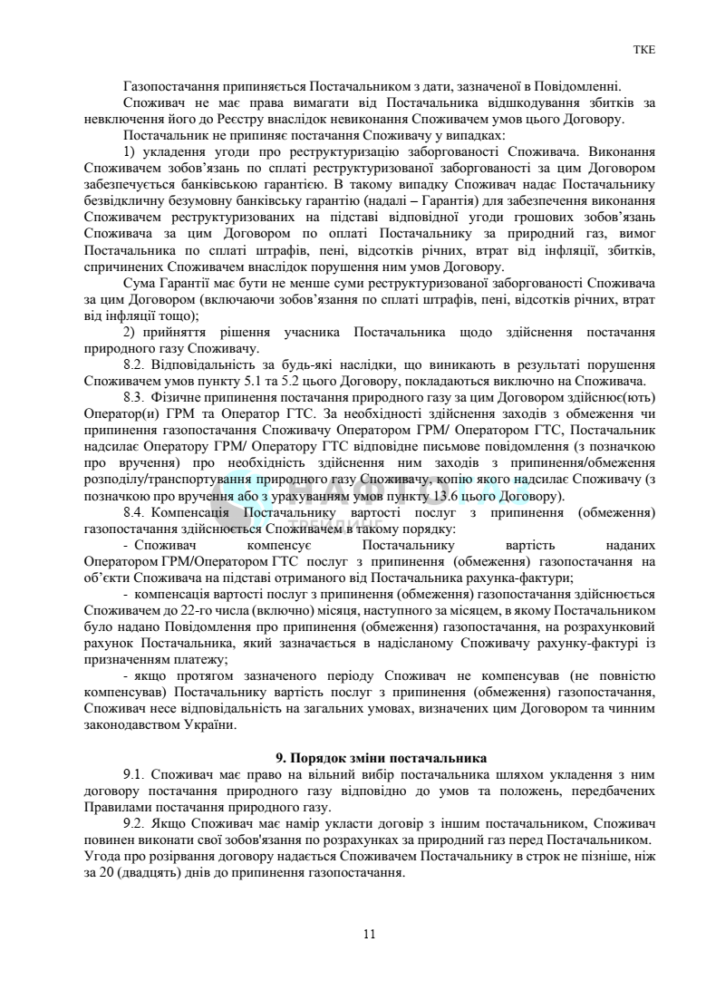 ТКЕ
Газопостачання припиняється Постачальником з дати, зазначеної в Повідомленні.
Споживач не має права вимагати від Постачальника відшкодування збитків за
невключення його до Реєстру внаслідок невиконання Споживачем умов цього Договору.
Постачальник не припиняє постачання Споживачу у випадках:
1) укладення угоди про реструктуризацію заборгованості Споживача. Виконання
Споживачем зобов’язань по сплаті реструктуризованої заборгованості за цим Договором
забезпечується банківською гарантією. В такому випадку Споживач надає Постачальнику
безвідкличну безумовну банківську гарантію (надалі – Гарантія) для забезпечення виконання
Споживачем реструктуризованих на підставі відповідної угоди грошових зобов’язань
Споживача за цим Договором по оплаті Постачальнику за природний газ, вимог
Постачальника по сплаті штрафів, пені, відсотків річних, втрат від інфляції, збитків,
спричинених Споживачем внаслідок порушення ним умов Договору.
Сума Гарантії має бути не менше суми реструктуризованої заборгованості Споживача
за цим Договором (включаючи зобов’язання по сплаті штрафів, пені, відсотків річних, втрат
від інфляції тощо);
2) прийняття рішення учасника Постачальника щодо здійснення постачання
природного газу Споживачу.
8.2. Відповідальність за будь-які наслідки, що виникають в результаті порушення
Споживачем умов пункту 5.1 та 5.2 цього Договору, покладаються виключно на Споживача.
8.3. Фізичне припинення постачання природного газу за цим Договором здійснює(ють)
Оператор(и) ГРМ та Оператор ГТС. За необхідності здійснення заходів з обмеження чи
припинення газопостачання Споживачу Оператором ГРМ/ Оператором ГТС, Постачальник
надсилає Оператору ГРМ/ Оператору ГТС відповідне письмове повідомлення (з позначкою
про вручення) про необхідність здійснення ним заходів з припинення/обмеження
розподілу/транспортування природного газу Споживачу, копію якого надсилає Споживачу (з
позначкою про вручення або з урахуванням умов пункту 13.6 цього Договору).
НАФТОГАЗ
ТРЕЙДИНГ
8.4. Компенсація Постачальнику вартості послуг з припинення (обмеження)
газопостачання здійснюється Споживачем в такому порядку:
- Споживач компенсує Постачальнику вартість наданих
Оператором ГРМ/Оператором ГТС послуг з припинення (обмеження) газопостачання на
об’єкти Споживача на підставі отриманого від Постачальника рахунка-фактури;
- компенсація вартості послуг з припинення (обмеження) газопостачання здійснюється
Споживачем до 22-го числа (включно) місяця, наступного за місяцем, в якому Постачальником
було надано Повідомлення про припинення (обмеження) газопостачання, на розрахунковий
рахунок Постачальника, який зазначається в надісланому Споживачу рахунку-фактурі із
призначенням платежу;
- якщо протягом зазначеного періоду Споживач не компенсував (не повністю
компенсував) Постачальнику вартість послуг з припинення (обмеження) газопостачання,
Споживач несе відповідальність на загальних умовах, визначених цим Договором та чинним
законодавством України.
9. Порядок зміни постачальника
9.1. Споживач має право на вільний вибір постачальника шляхом укладення з ним
договору постачання природного газу відповідно до умов та положень, передбачених
Правилами постачання природного газу.
9.2. Якщо Споживач має намір укласти договір з іншим постачальником, Споживач
повинен виконати свої зобов'язання по розрахунках за природний газ перед Постачальником.
Угода про розірвання договору надається Споживачем Постачальнику в строк не пізніше, ніж
за 20 (двадцять) днів до припинення газопостачання.
11